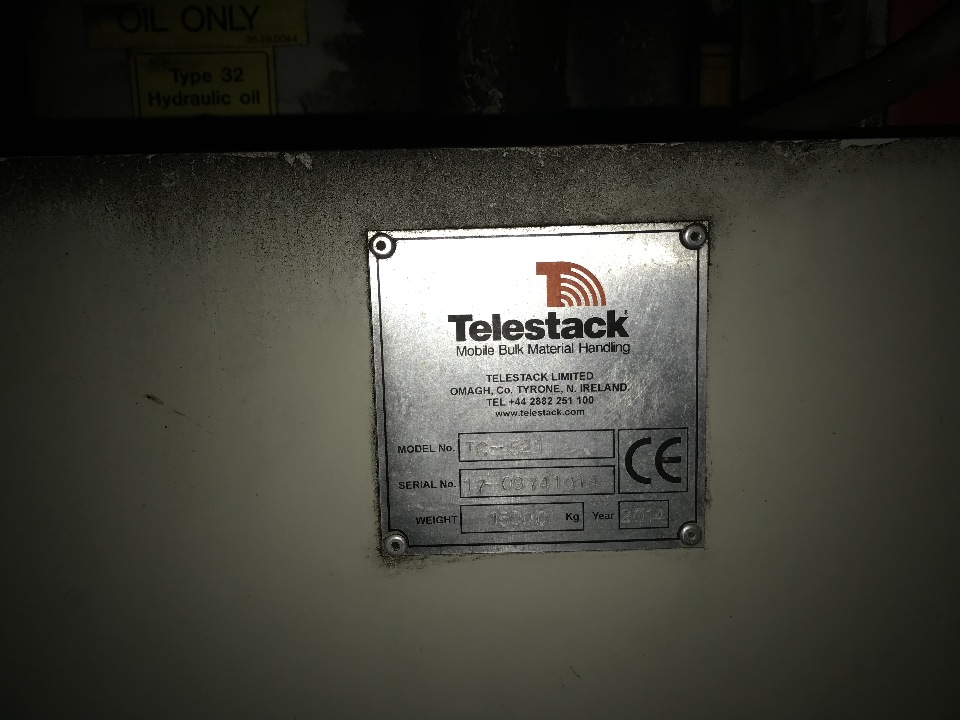 OIL ONLY
Type 32
Hydraulic oil
Telestack
Mobile Bulk Material Handling
TELESTACK LIMITED
OMAGH, Co. TYRONE, N. IRELAND.
TEL +44 2882 251 100
www.telestack.com
MODEL No.
CE
SERIAL No.
WEIGHT Kg Year 2014